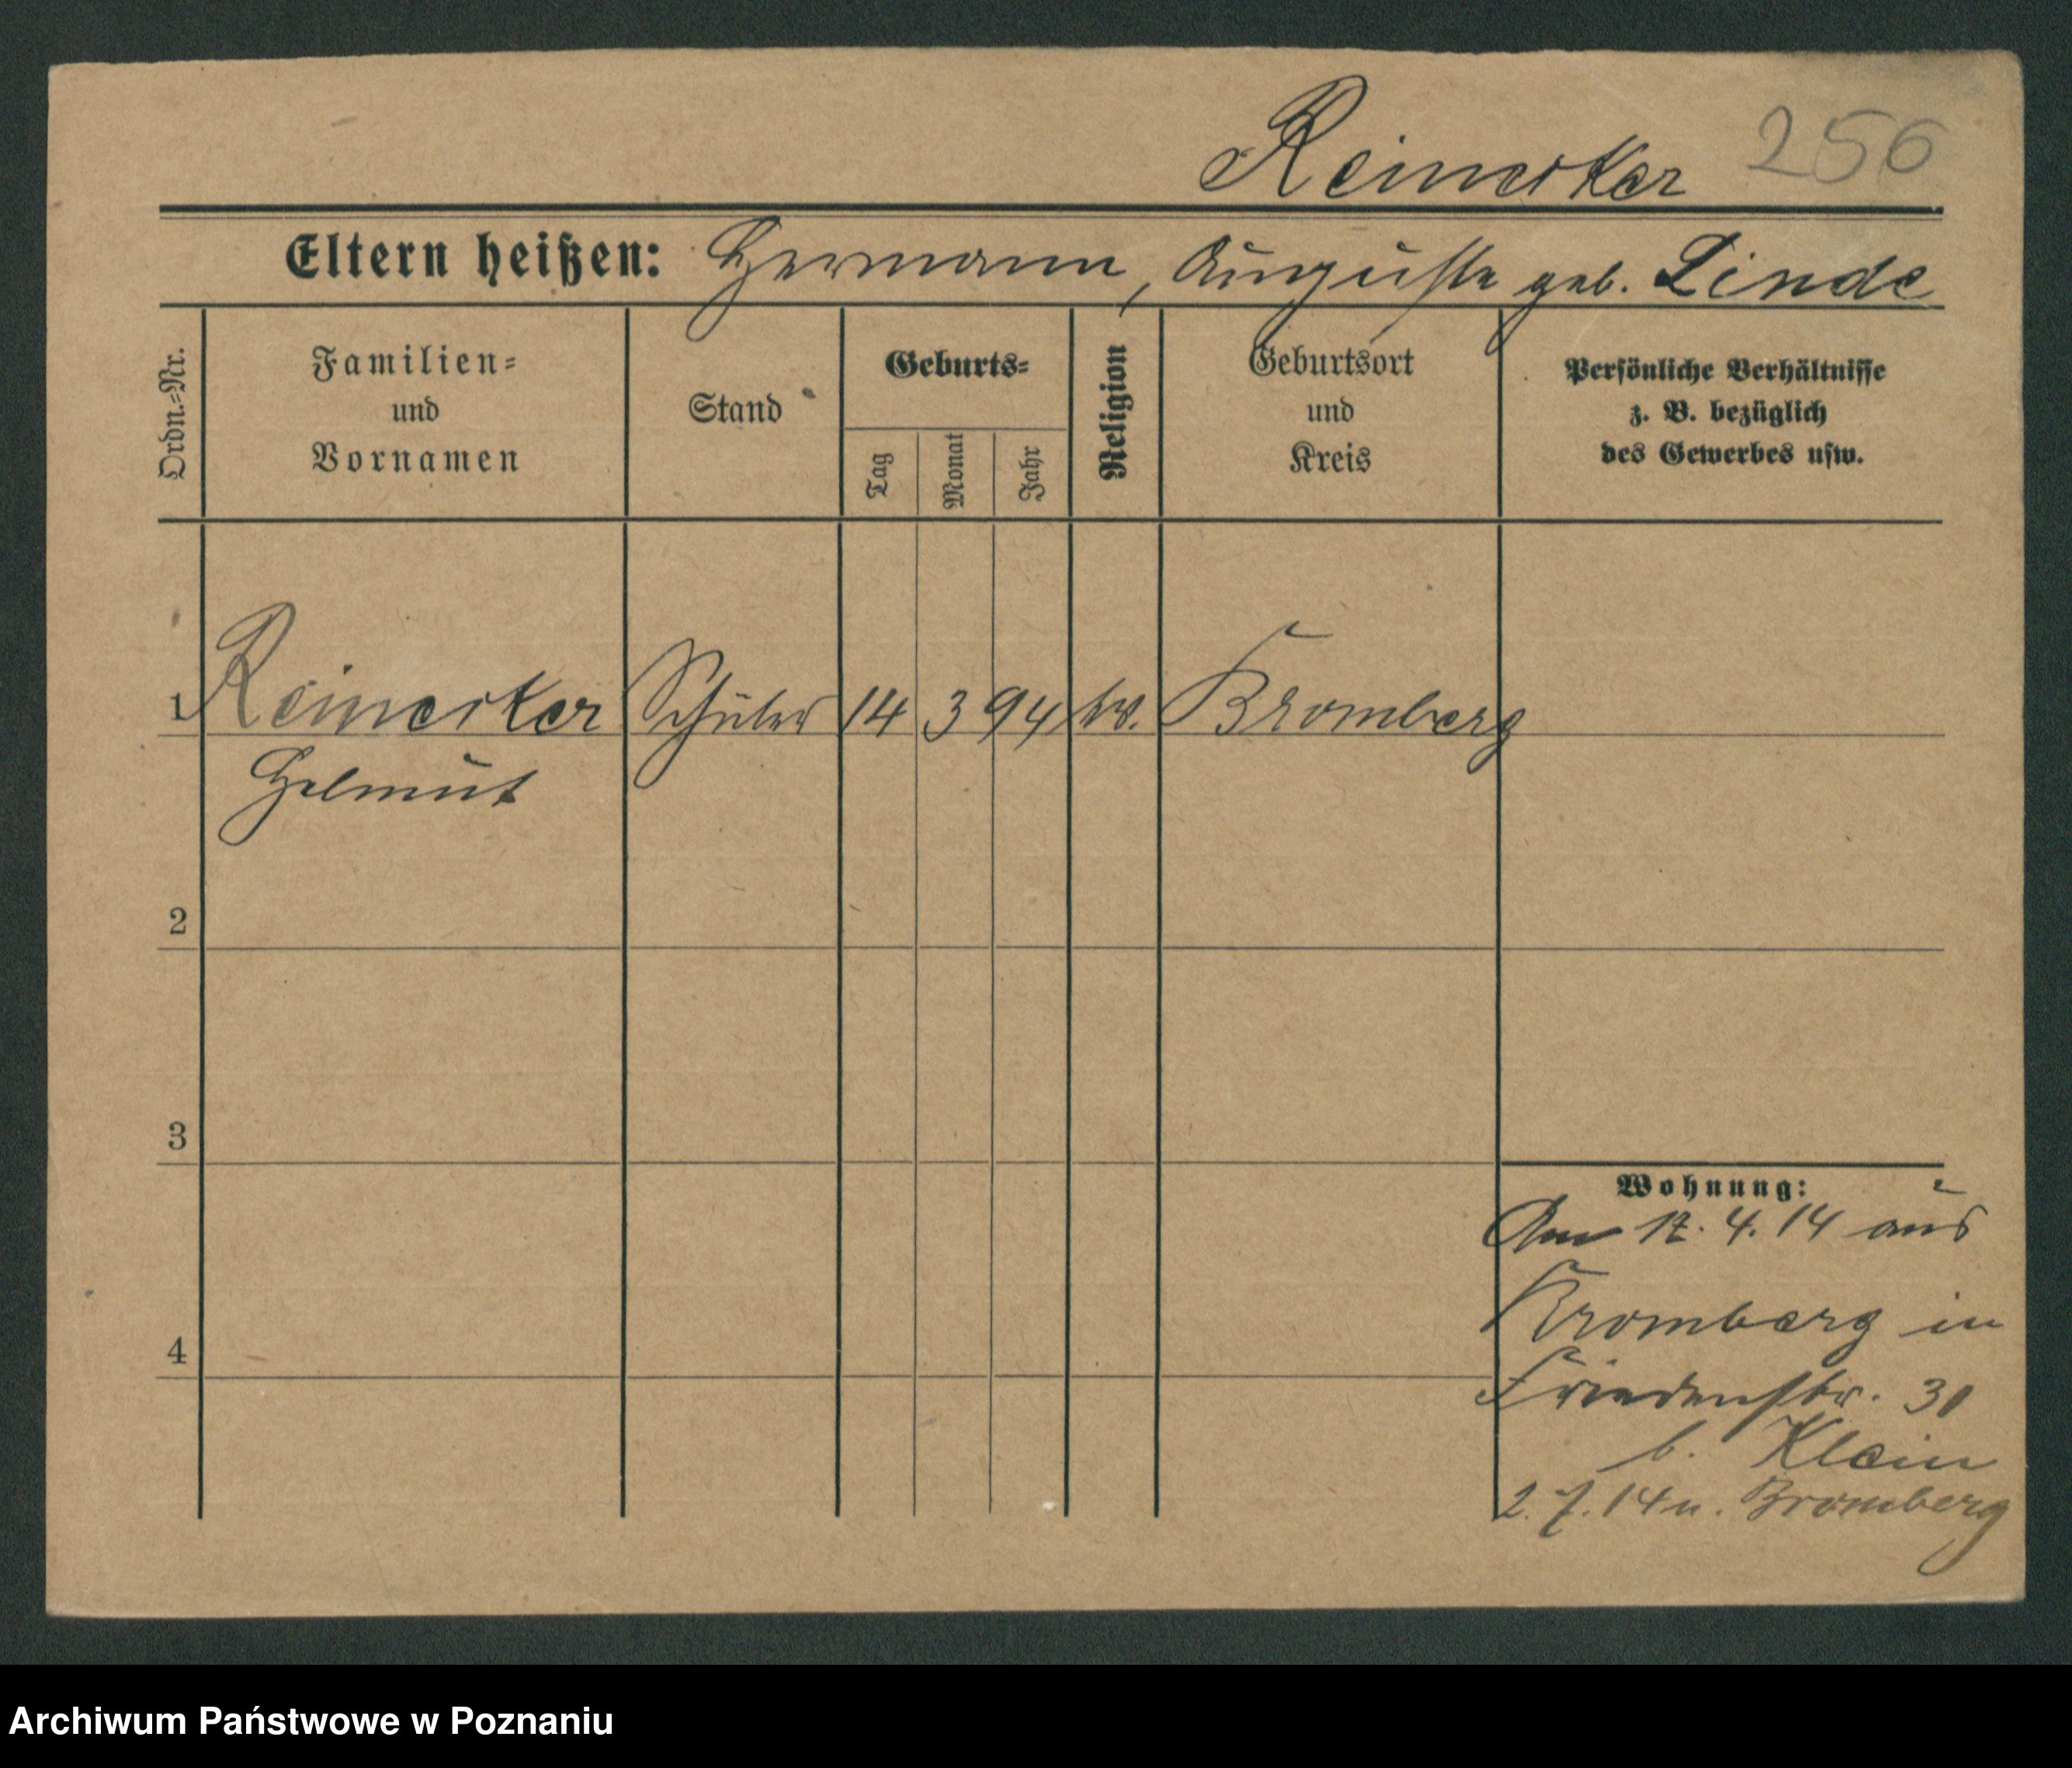 Reinecker 256
Eltern heißen: Hermann, Auguste geb. Linde
Ordn.-Nr.
Familien-
und
Vornamen
Stand
Geburts-
Tag
Monat
Jahr
Religion
Geburtsort
und
Kreis
Persönliche Verhältnisse
z. B. bezüglich
des Gewerbes usw.
1 Reinecker Schüler 14 3 94 ev. Bromberg
Helmut
2
3
4
Wohnung:
Am 17. 4. 14 aus
Bromberg in
Friedenstr. 31
b. Klein
2. 7. 14 n. Bromberg
Archiwum Państwowe w Poznaniu